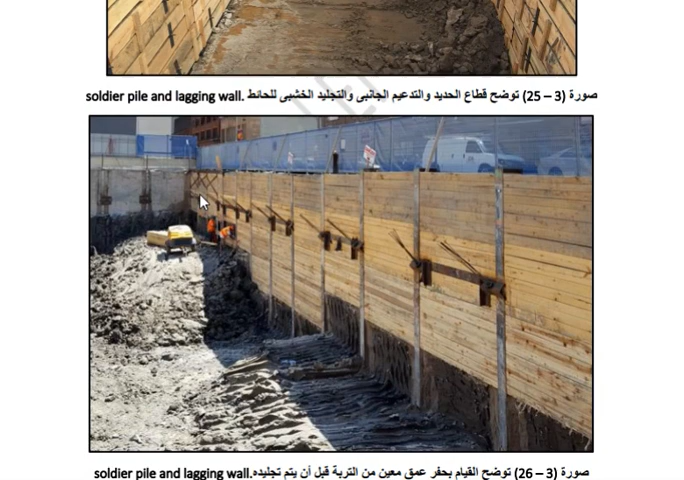 صورة (3 – 25) توضح قطاع الحديد والتدعيم الجانبى والتجليد الخشبى للحائط soldier pile and lagging wall.
صورة (3 – 26) توضح القيام بحفر عمق معين من التربة قبل أن يتم تجليده.soldier pile and lagging wall